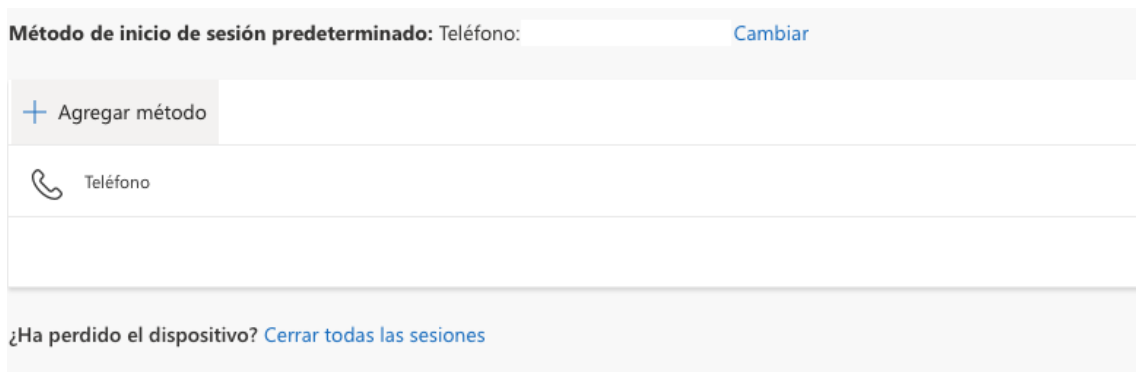 Método de inicio de sesión predeterminado: Teléfono: Cambiar
Agregar método
Teléfono
¿Ha perdido el dispositivo? Cerrar todas las sesiones